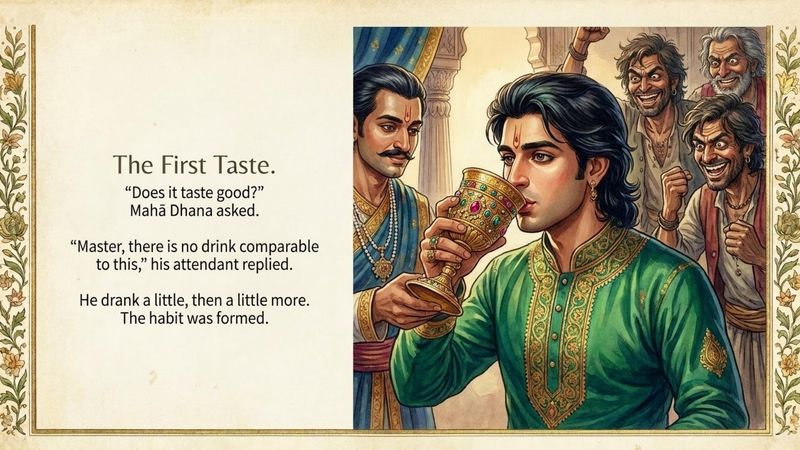 The First Taste.
“Does it taste good?”
Mahā Dhana asked.
“Master, there is no drink comparable
to this,” his attendant replied.
He drank a little, then a little more.
The habit was formed.